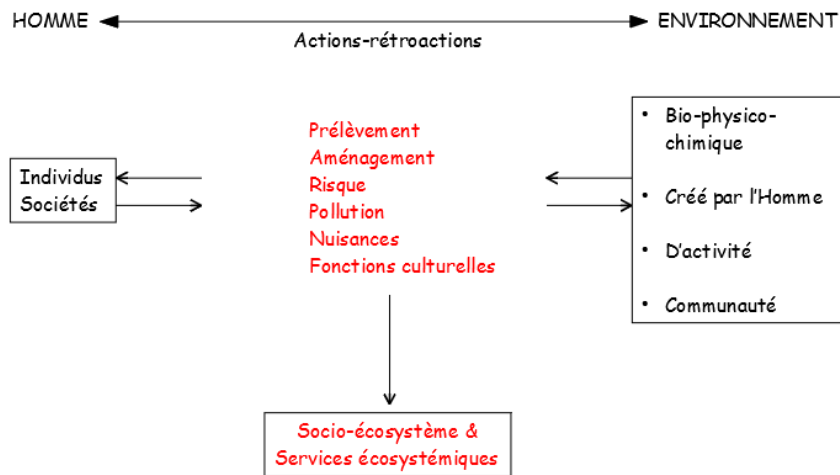 HOMME
ENVIRONNEMENT
Actions-rétroactions
Individus
Sociétés
Prélèvement
Aménagement
Risque
Pollution
Nuisances
Fonctions culturelles
• Bio-physico-
chimique
• Créé par l'Homme
• D'activité
• Communauté
Socio-écosystème &
Services écosystémiques